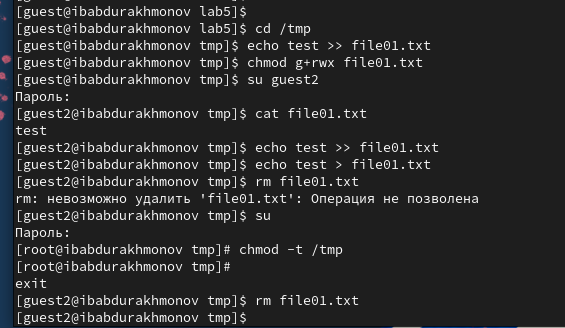 [guest@ibabdurakhmonov lab5]$
[guest@ibabdurakhmonov lab5]$ cd /tmp
[guest@ibabdurakhmonov tmp]$ echo test >> file01.txt
[guest@ibabdurakhmonov tmp]$ chmod g+rwx file01.txt
[guest@ibabdurakhmonov tmp]$ su guest2
Пароль:
[guest2@ibabdurakhmonov tmp]$ cat file01.txt
test
[guest2@ibabdurakhmonov tmp]$ echo test >> file01.txt
[guest2@ibabdurakhmonov tmp]$ echo test > file01.txt
[guest2@ibabdurakhmonov tmp]$ rm file01.txt
rm: невозможно удалить 'file01.txt': Операция не позволена
[guest2@ibabdurakhmonov tmp]$ su
Пароль:
[root@ibabdurakhmonov tmp]# chmod -t /tmp
[root@ibabdurakhmonov tmp]#
exit
[guest2@ibabdurakhmonov tmp]$ rm file01.txt
[guest2@ibabdurakhmonov tmp]$